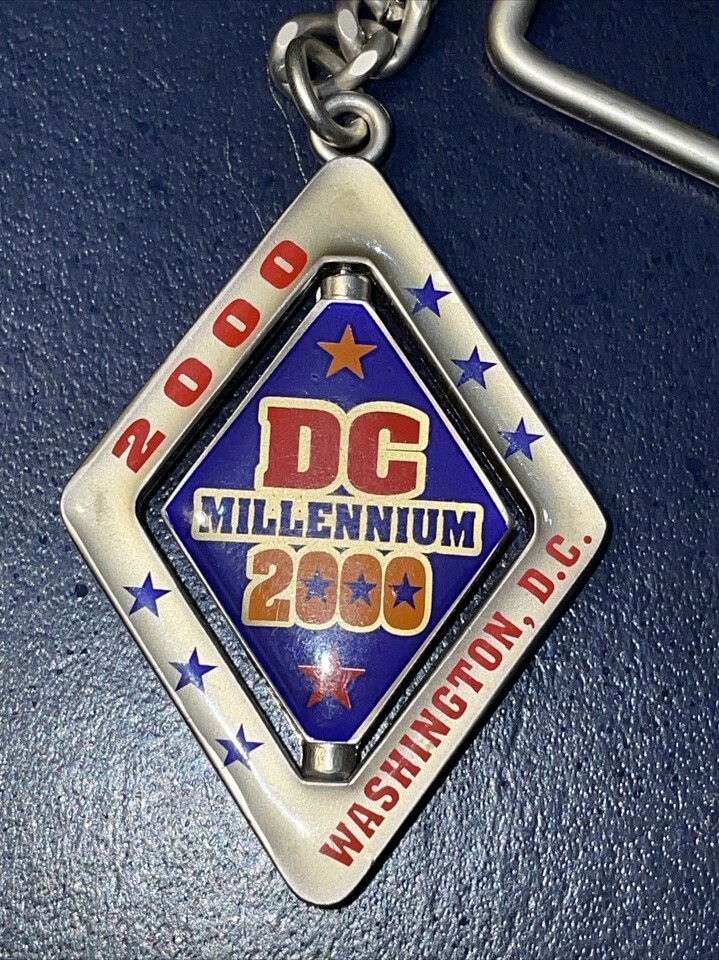 2000
DC
MILLENNIUM
2000
WASHINGTON, D.C.